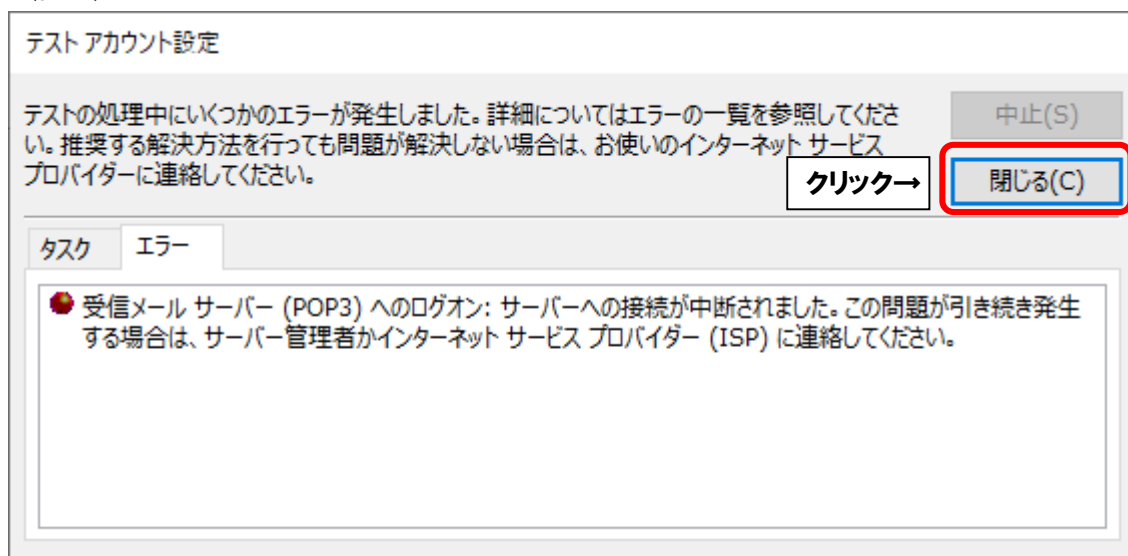 テスト アカウント設定
テストの処理中にいくつかのエラーが発生しました。詳細についてはエラーの一覧を参照してくださ
い。推奨する解決方法を行っても問題が解決しない場合は、お使いのインターネット サービス
プロバイダーに連絡してください。
中止(S)
クリック→
閉じる(C)
タスク
エラー
受信メール サーバー (POP3) へのログオン: サーバーへの接続が中断されました。この問題が引き続き発生
する場合は、サーバー管理者かインターネット サービス プロバイダー (ISP) に連絡してください。